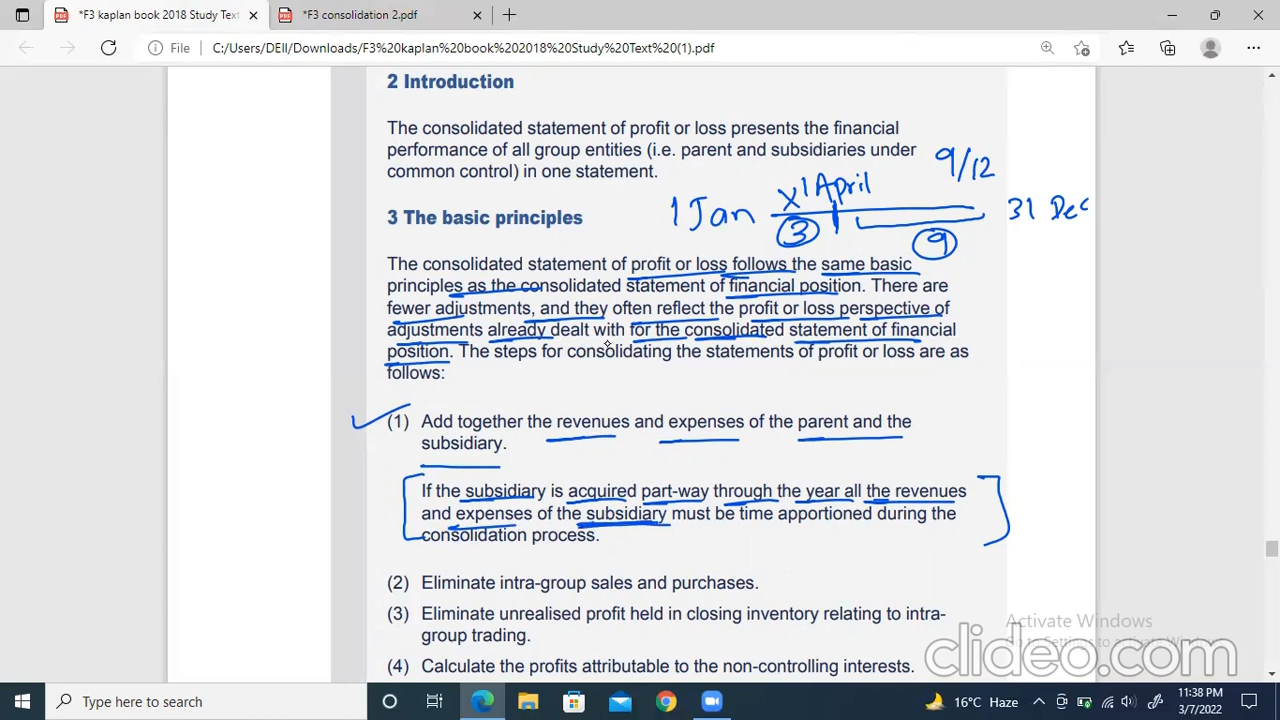 *F3 kaplan book 2018 Study Text
*F3 consolidation 2.pdf
File C:/Users/DEll/Downloads/F3%20kaplan%20book%202018%20Study%20Text%20(1).pdf
2 Introduction
The consolidated statement of profit or loss presents the financial
performance of all group entities (i.e. parent and subsidiaries under
common control) in one statement.
9/12
1 April
1 Jan X 31 Dec
3 9
3 The basic principles
The consolidated statement of profit or loss follows the same basic
principles as the consolidated statement of financial position. There are
fewer adjustments, and they often reflect the profit or loss perspective of
adjustments already dealt with for the consolidated statement of financial
position. The steps for consolidating the statements of profit or loss are as
follows:
(1) Add together the revenues and expenses of the parent and the
subsidiary.
If the subsidiary is acquired part-way through the year all the revenues
and expenses of the subsidiary must be time apportioned during the
consolidation process.
(2) Eliminate intra-group sales and purchases.
(3) Eliminate unrealised profit held in closing inventory relating to intra-
group trading.
(4) Calculate the profits attributable to the non-controlling interests.
Activate Windows
Go to Settings to activate Windows.
clideo.com
Type here to search
16°C Haze
11:38 PM
3/7/2022